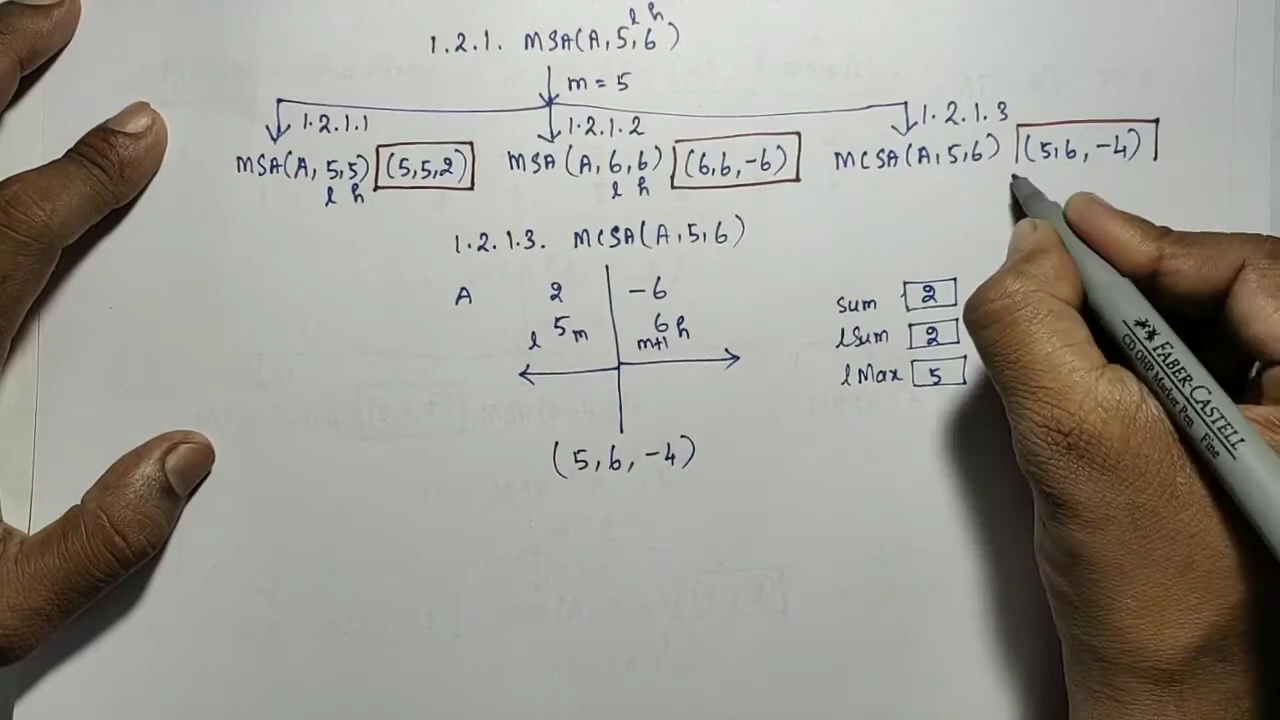 l h
1.2.1. MSA(A,5,6)
m = 5
1.2.1.1 1.2.1.2 1.2.1.3
MSA(A,5,5) (5,5,2) MSA(A,6,6) (6,6,-6) MCSA(A,5,6) (5,6,-4)
l h l h
1.2.1.3. MCSA(A,5,6)
A 2 -6 sum 2
l 5 m 6 h lSum 2
m+1
lMax 5
(5,6,-4)
** FABER-CASTELL
CD OHP Marker Pen Fine